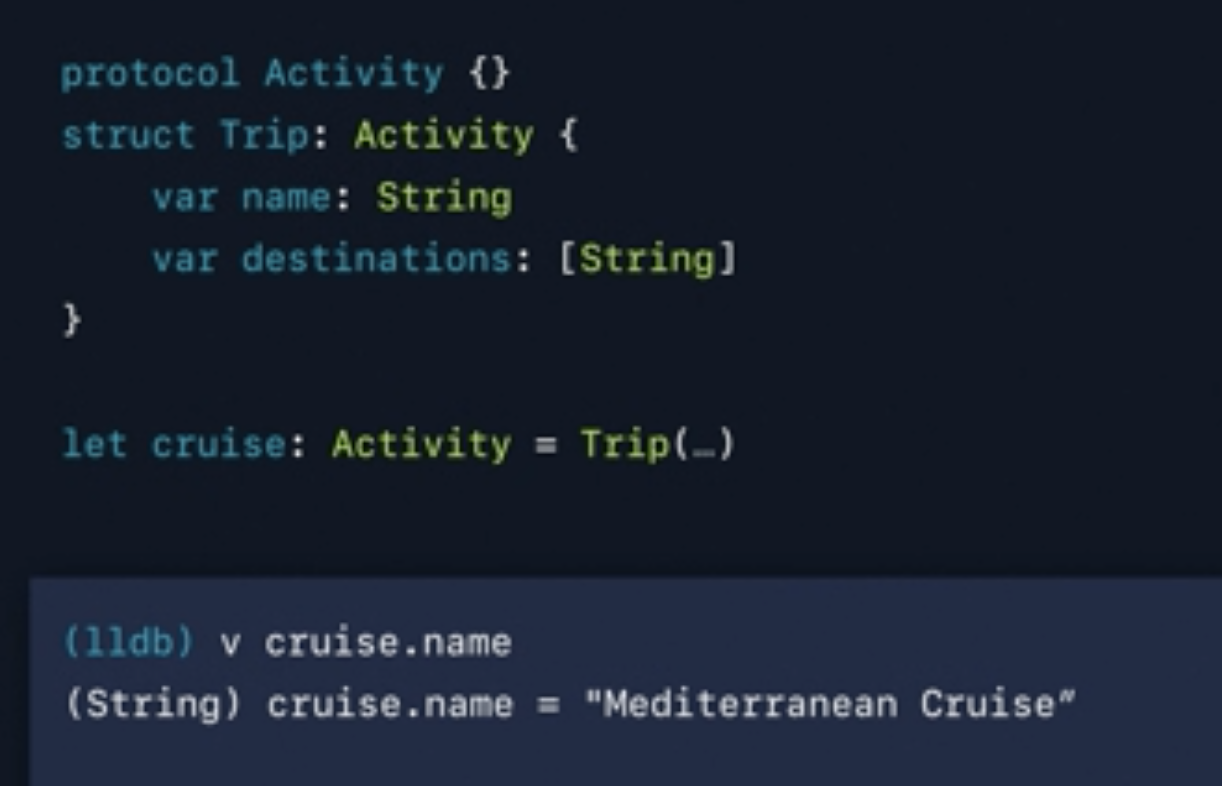 protocol Activity {}
struct Trip: Activity {
    var name: String
    var destinations: [String]
}
let cruise: Activity = Trip(…)
(lldb) v cruise.name
(String) cruise.name = "Mediterranean Cruise”